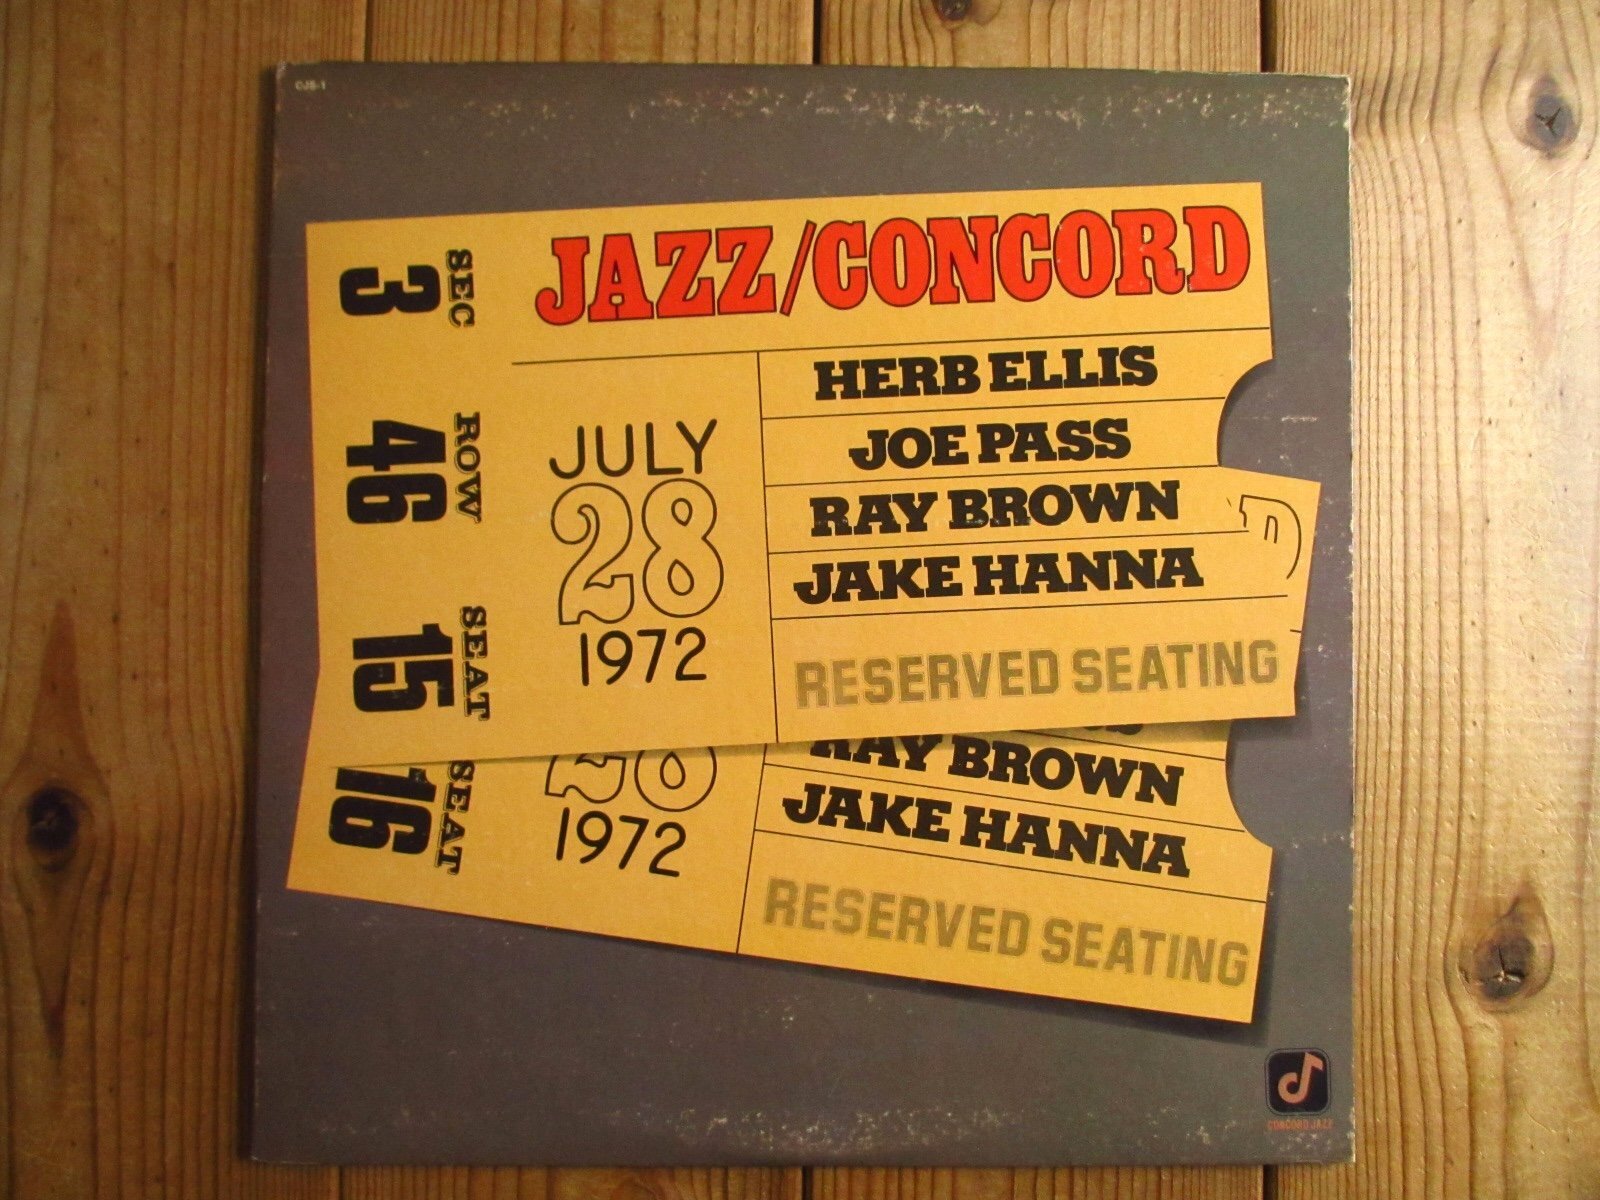 CJS-1
JAZZ/CONCORD
SEC
3
ROW
46
SEAT
15
JULY
28
1972
HERB ELLIS
JOE PASS
RAY BROWN
JAKE HANNA
RESERVED SEATING
SEAT
16
28
1972
RAY BROWN
JAKE HANNA
RESERVED SEATING
CONCORD JAZZ